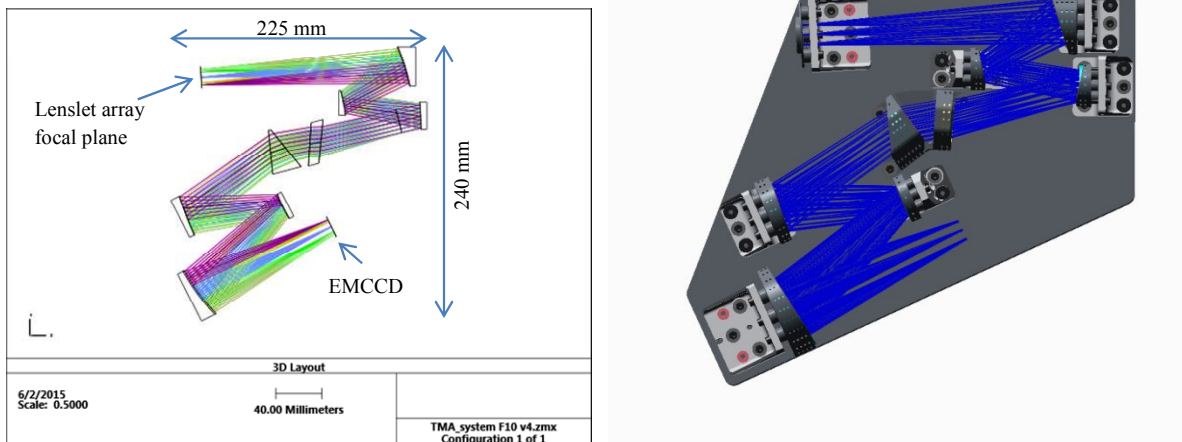 225 mm
Lenslet array
focal plane
240 mm
EMCCD
3D Layout
6/2/2015
Scale: 0.5000
40.00 Millimeters
TMA_system F10 v4.zmx
Configuration 1 of 1